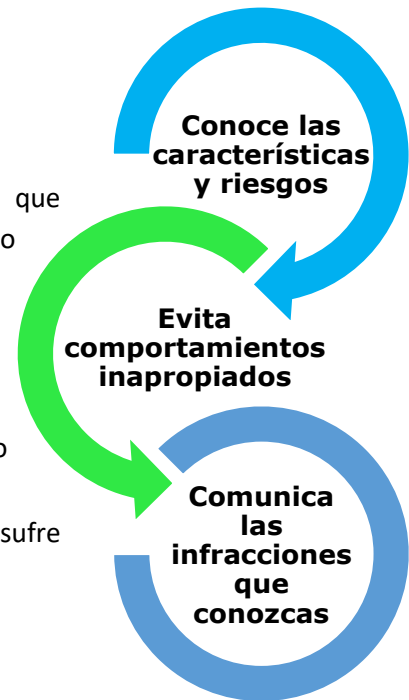 Conoce las
características
y riesgos
que
o
Evita
comportamientos
inapropiados
o
sufre
Comunica
las
infracciones
que
conozcas